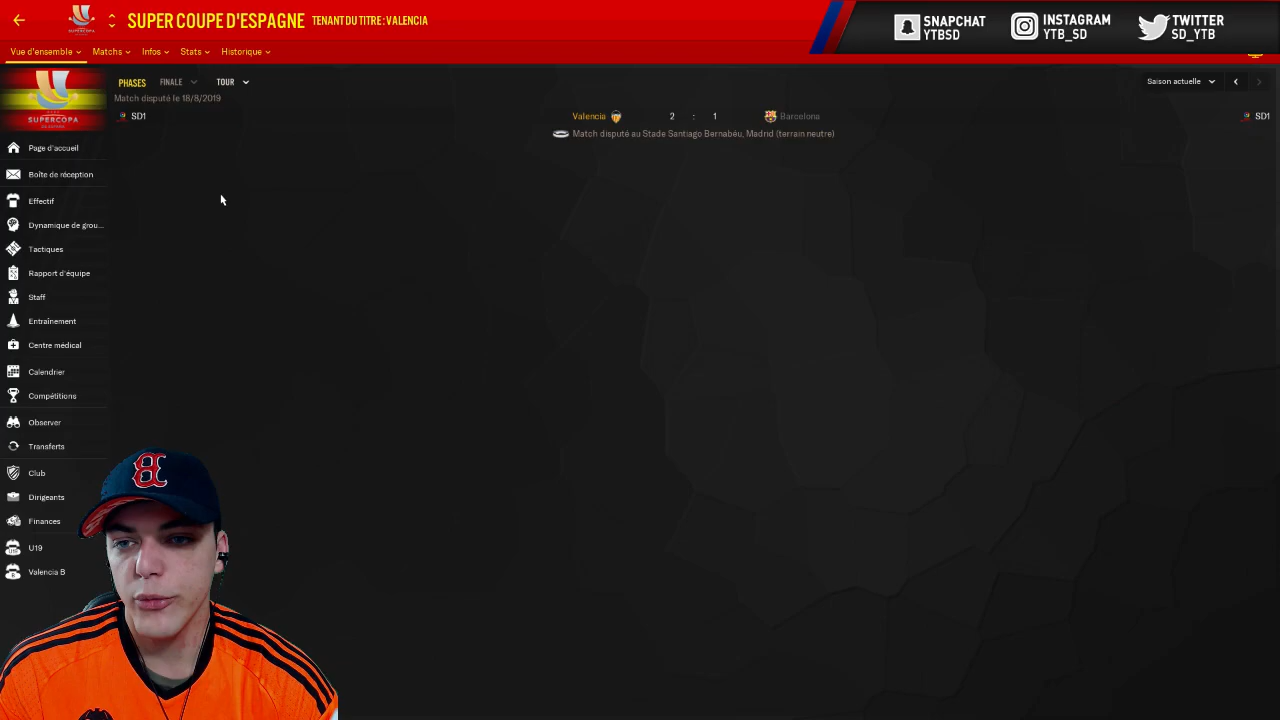 SUPER COUPE D'ESPAGNE TENANT DU TITRE : VALENCIA
SNAPCHAT
YTBSD
INSTAGRAM
YTB_SD
TWITTER
SD_YTB
Vue d'ensemble Matchs Infos Stats Historique
SUPERCOPA
PHASES FINALE TOUR Saison actuelle
Match disputé le 18/8/2019
SD1 Valencia 2 : 1 Barcelona SD1
Match disputé au Stade Santiago Bernabéu, Madrid (terrain neutre)
Page d'accueil
Boîte de réception
Effectif
Dynamique de grou...
Tactiques
Rapport d'équipe
Staff
Entraînement
Centre médical
Calendrier
Compétitions
Observer
Transferts
Club
Dirigeants
Finances
U19
Valencia B
B